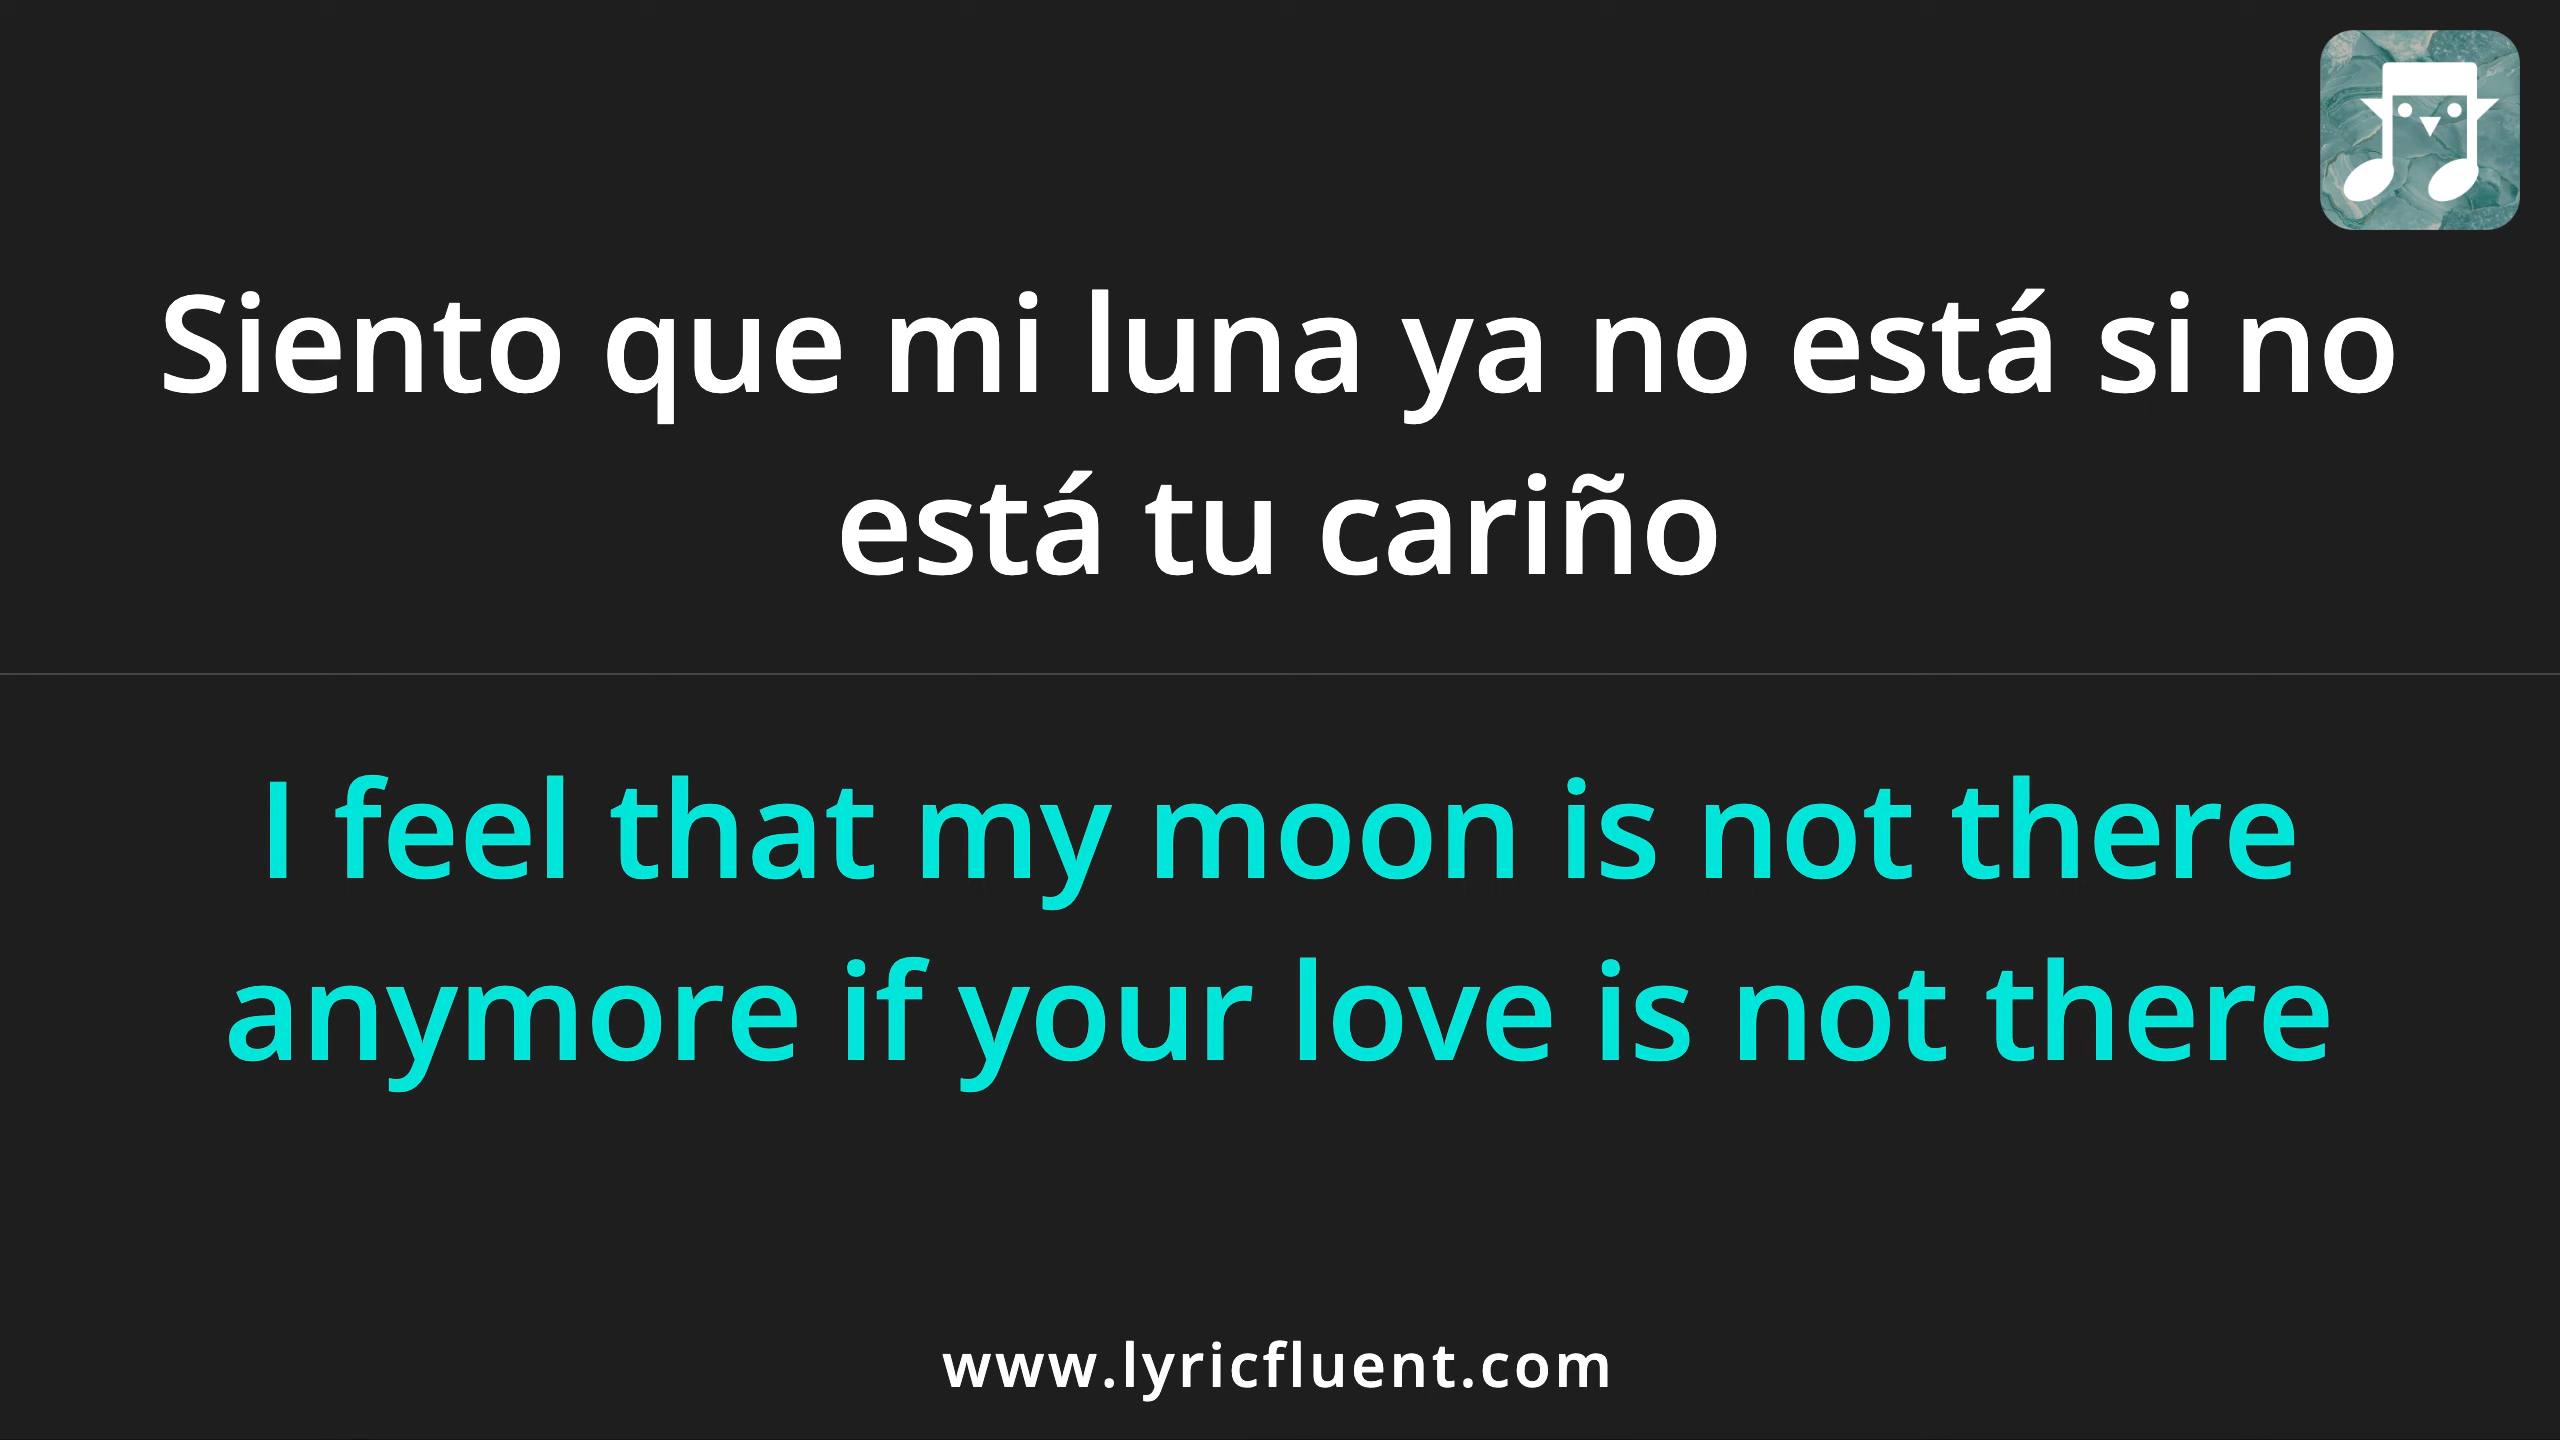 Siento que mi luna ya no está si no
está tu cariño
I feel that my moon is not there
anymore if your love is not there
www.lyricfluent.com